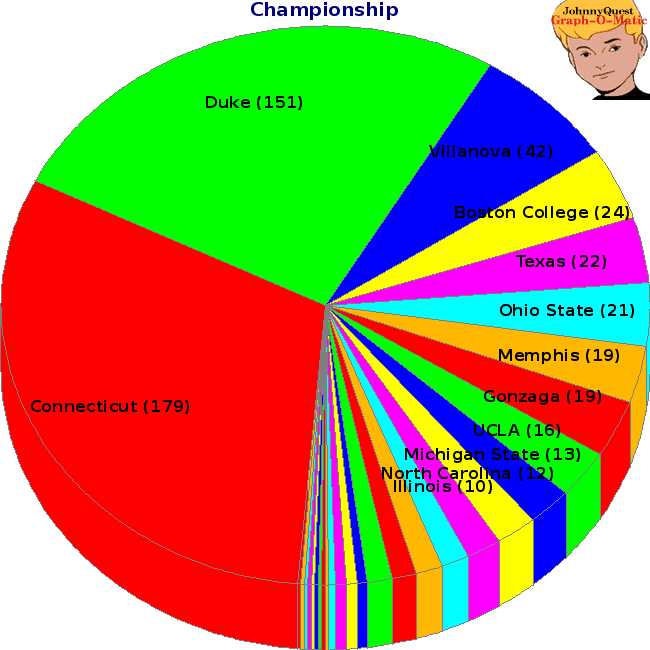 Championship
JohnnyQuest
Graph-O-Matic
Duke (151)
Villanova (42)
Boston College (24)
Texas (22)
Ohio State (21)
Memphis (19)
Gonzaga (19)
Connecticut (179)
UCLA (16)
Michigan State (13)
North Carolina (12)
Illinois (10)